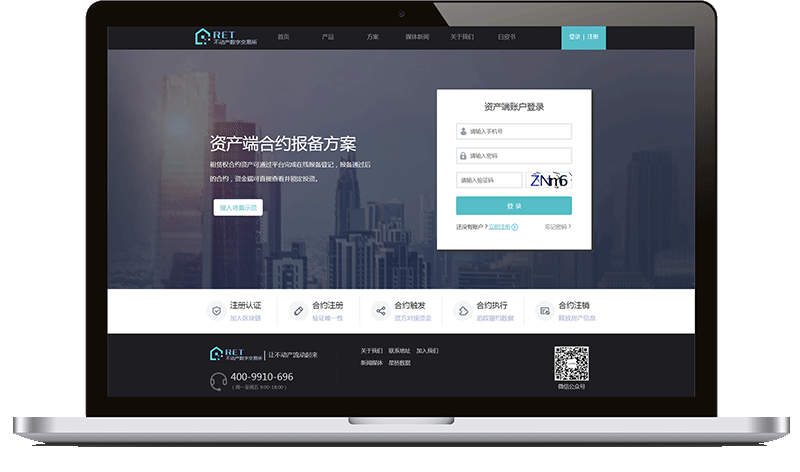 RET
不动产数字交易所
首页
产品
方案
媒体新闻
关于我们
白皮书
登录 | 注册
资产端账户登录
请输入手机号
请输入密码
请输入验证码
ZNm6
登 录
还没有账户？立即注册
忘记密码？
资产端合约报备方案
租赁权合约资产可通过平台完成在线报备登记，报备通过后
的合约，资金端可直接查看并锁定投资。
接入场景示范
注册认证
加入区块链
合约注册
验证唯一性
合约触发
资方对接资金
合约执行
追踪履约数据
合约注销
释放资产信息
RET
不动产数字交易所
让不动产流动起来
400-9910-696
（周一至周五 9:00-18:00）
关于我们 联系地址 加入我们
新闻媒体 星桥数据
微信公众号